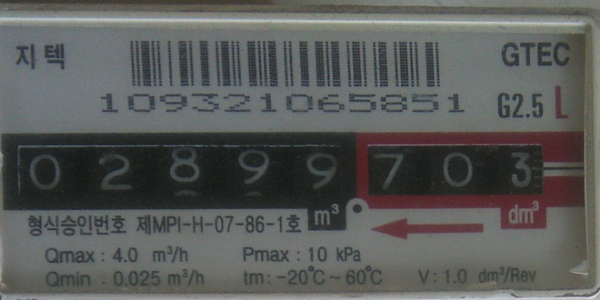 지텍 GTEC
109321065851 G2.5 L
02899 703
형식승인번호 제MPI-H-07-86-1호 m³ dm³
Qmax : 4.0 m³/h Pmax : 10 kPa
Qmin : 0.025 m³/h tm : -20℃ ~ 60℃ V : 1.0 dm³/Rev